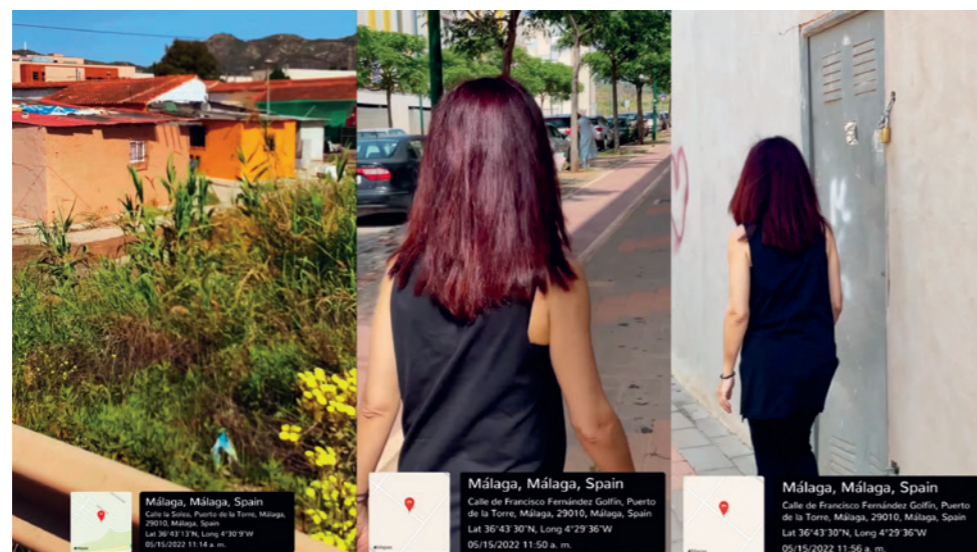 Málaga, Málaga, Spain
Calle la Solea, Puerto de la Torre, Málaga,
29010, Málaga, Spain
Lat 36°43'13"N, Long 4°30'9"W
05/15/2022 11:14 a. m.
Málaga, Málaga, Spain
Calle de Francisco Fernández Golfín, Puerto
de la Torre, Málaga, 29010, Málaga, Spain
Lat 36°43'30"N, Long 4°29'36"W
05/15/2022 11:50 a. m.
K
Málaga, Málaga, Spain
Calle de Francisco Fernández Golfín, Puerto
de la Torre, Málaga, 29010, Málaga, Spain
Lat 36°43'30"N, Long 4°29'36"W
05/15/2022 11:56 a. m.